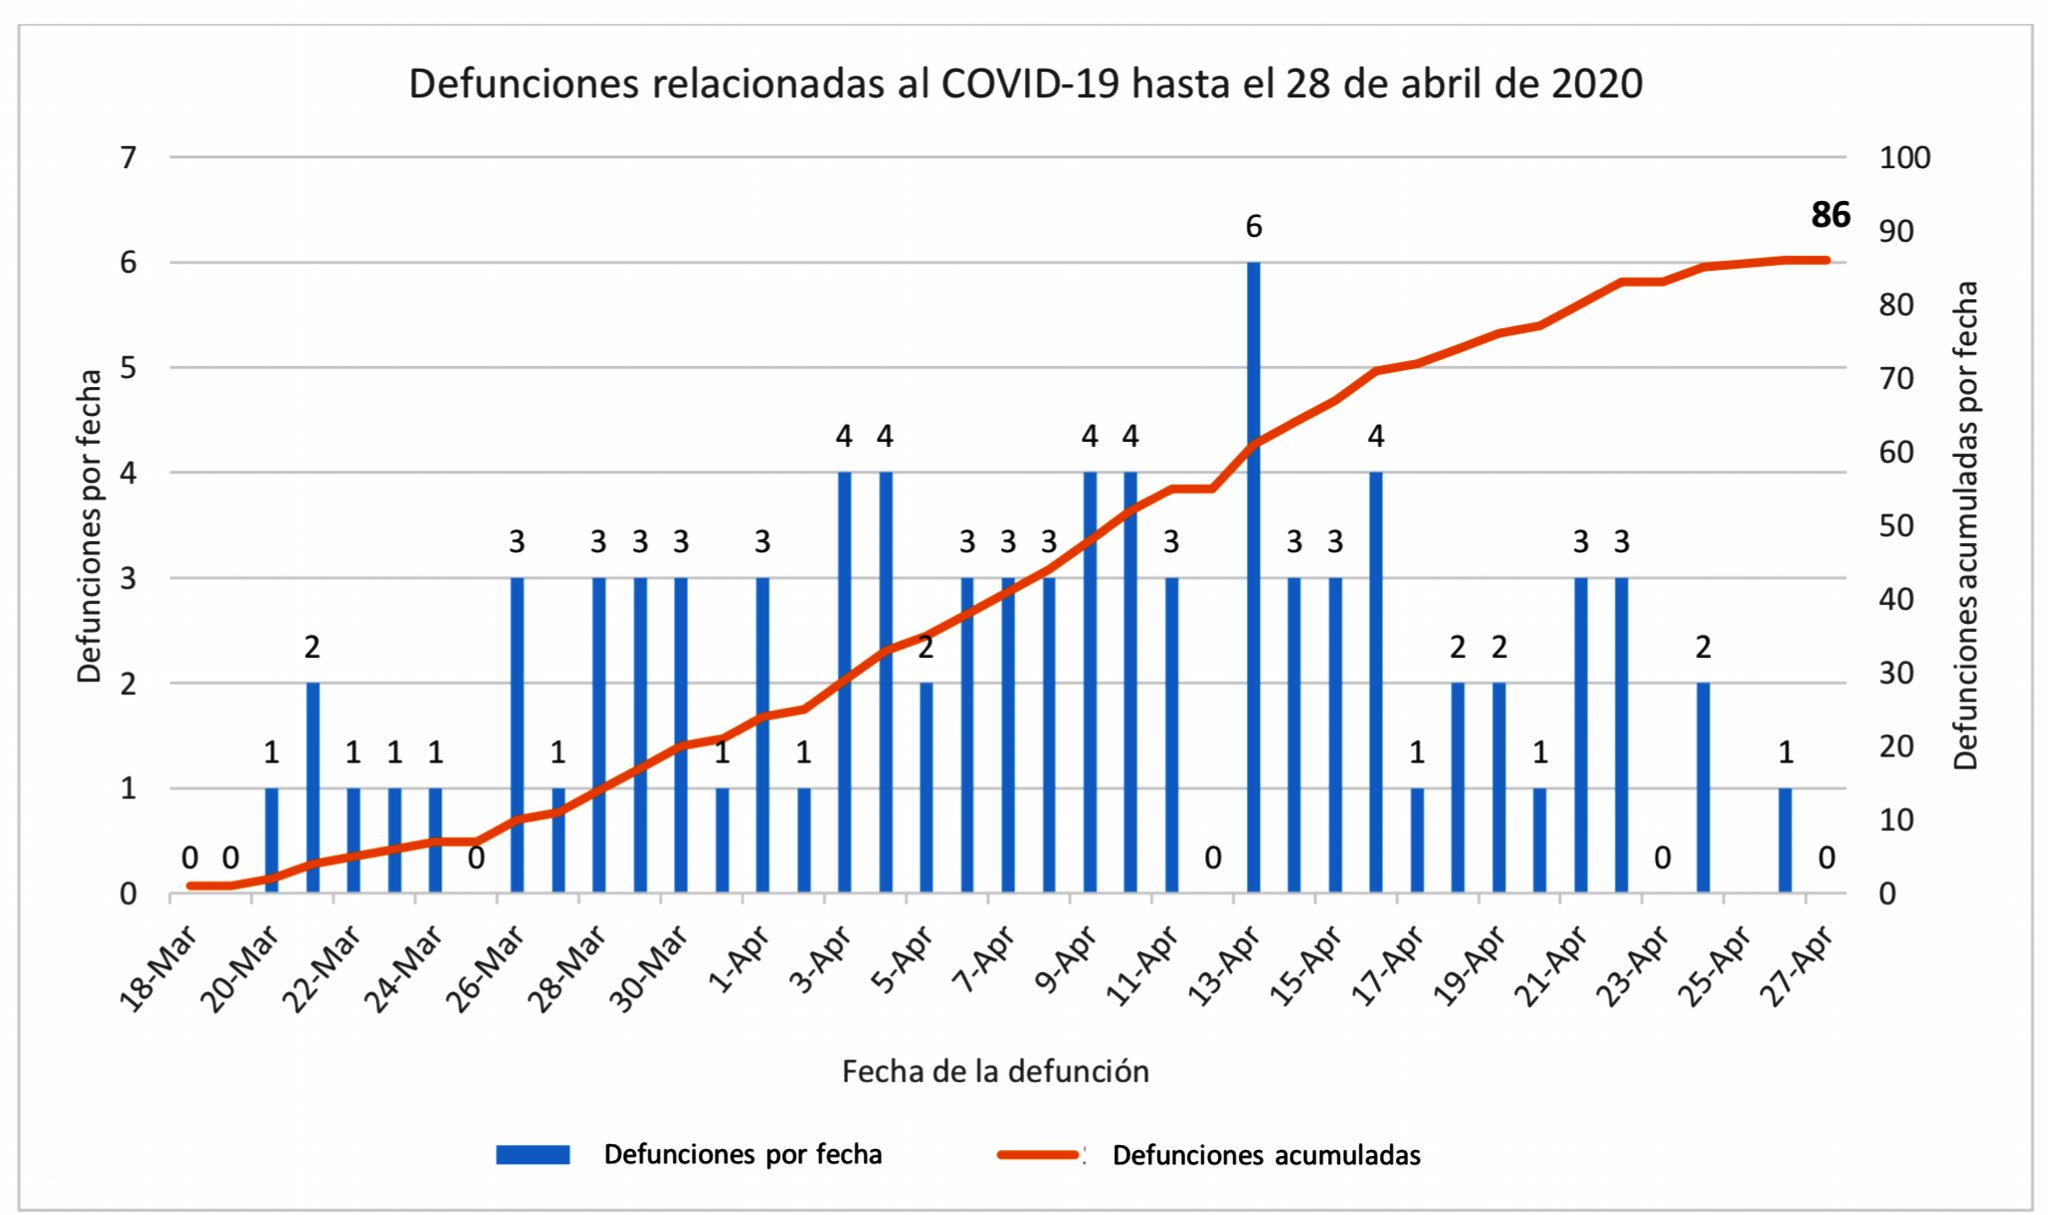 Defunciones relacionadas al COVID-19 hasta el 28 de abril de 2020
7
6
5
4
3
2
1
0
Defunciones por fecha
100
90
80
70
60
50
40
30
20
10
0
Defunciones acumuladas por fecha
86
0 0 1 2 1 1 1 0 3 1 3 3 3 1 3 1 4 4 2 3 3 3 4 4 3 0 6 3 3 4 1 2 2 1 3 3 0 2 1 0
18-Mar 20-Mar 22-Mar 24-Mar 26-Mar 28-Mar 30-Mar 1-Apr 3-Apr 5-Apr 7-Apr 9-Apr 11-Apr 13-Apr 15-Apr 17-Apr 19-Apr 21-Apr 23-Apr 25-Apr 27-Apr
Fecha de la defunción
Defunciones por fecha Defunciones acumuladas